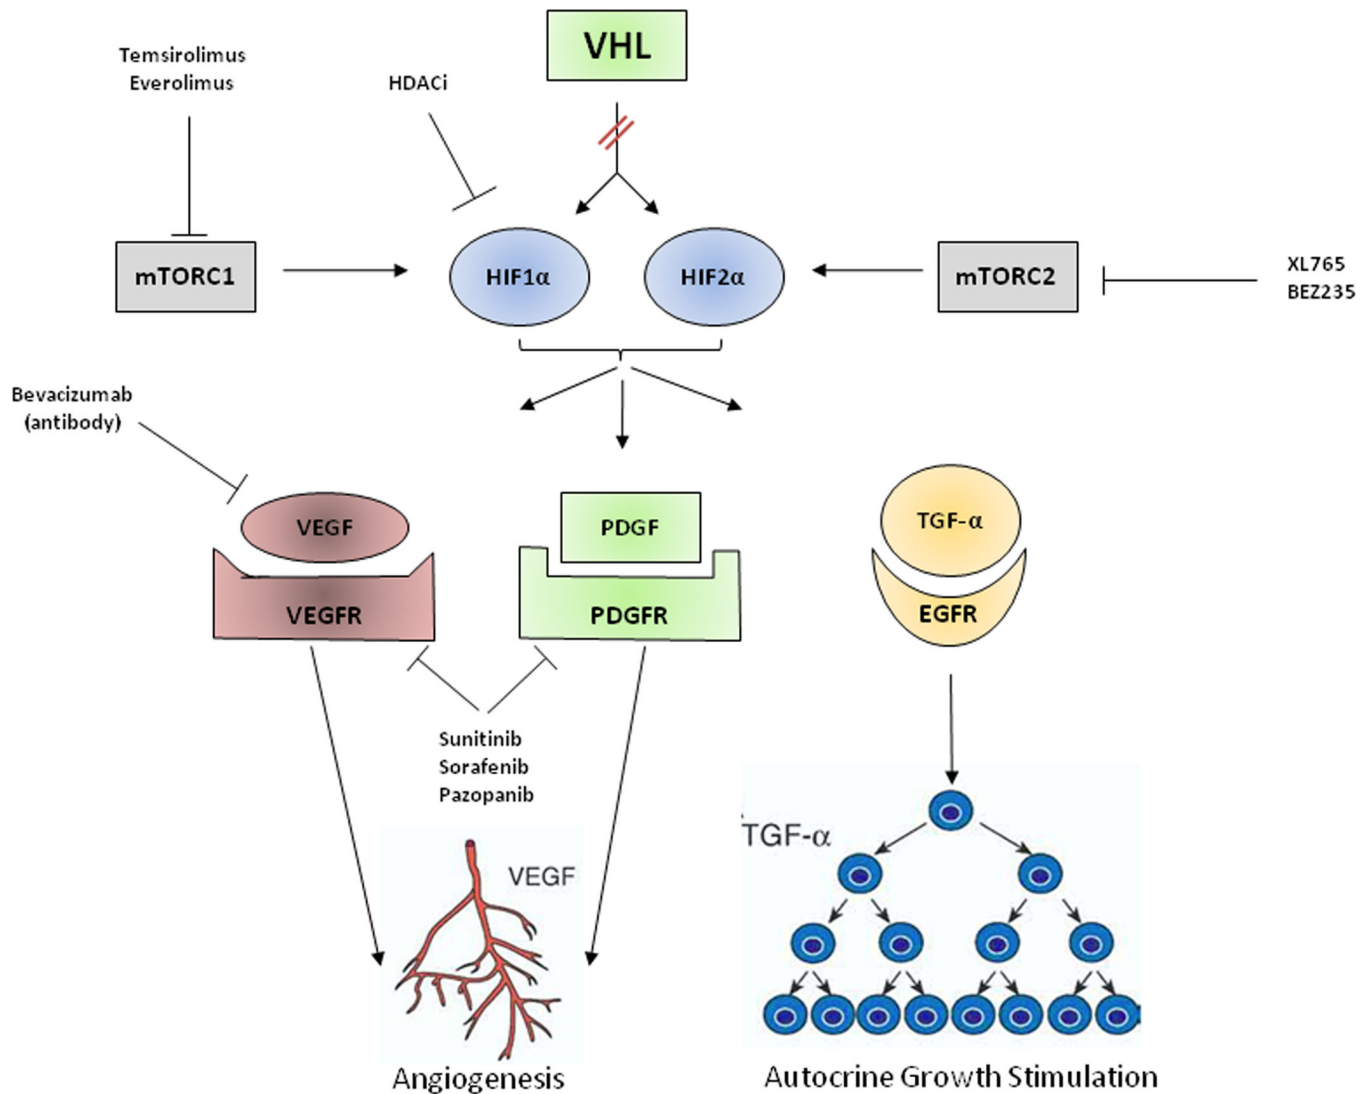 VHL
Temsirolimus
Everolimus
HDACi
mTORC1
HIF1α
HIF2α
mTORC2
XL765
BEZ235
Bevacizumab
(antibody)
VEGF
PDGF
TGF-α
VEGFR
PDGFR
EGFR
Sunitinib
Sorafenib
Pazopanib
VEGF
TGF-α
Angiogenesis
Autocrine Growth Stimulation